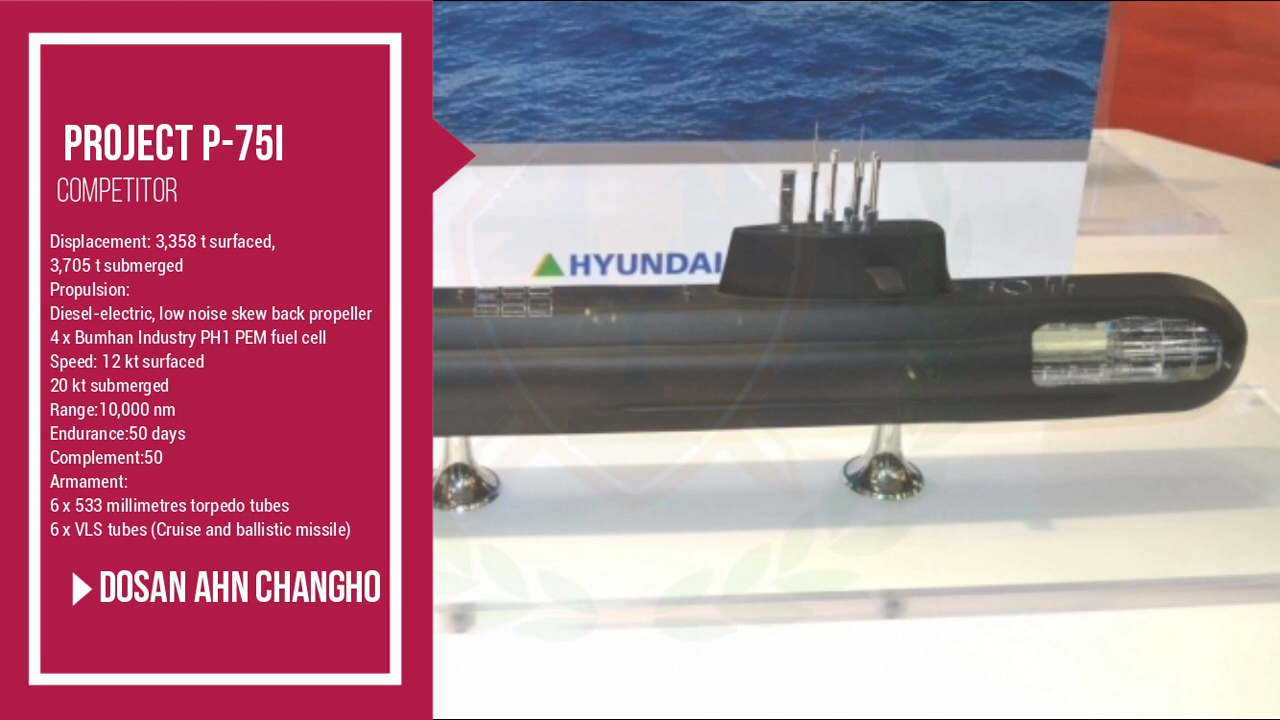 PROJECT P-75I
COMPETITOR
Displacement: 3,358 t surfaced,
3,705 t submerged
Propulsion:
Diesel-electric, low noise skew back propeller
4 x Bumhan Industry PH1 PEM fuel cell
Speed: 12 kt surfaced
20 kt submerged
Range:10,000 nm
Endurance:50 days
Complement:50
Armament:
6 x 533 millimetres torpedo tubes
6 x VLS tubes (Cruise and ballistic missile)
DOSAN AHN CHANGHO
HYUNDAI